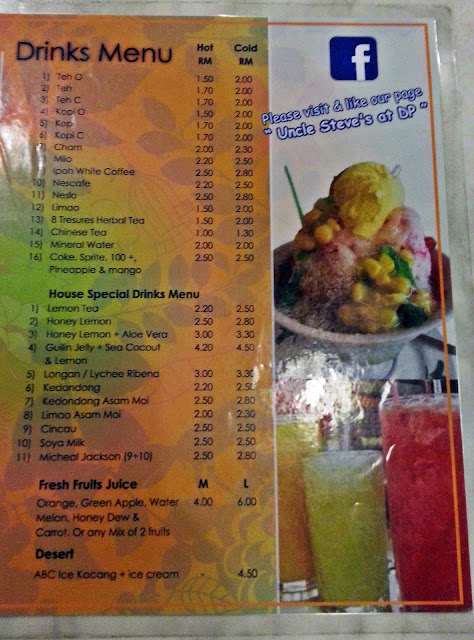 Drinks Menu Hot Cold
RM RM
1) Teh O 1.50 2.00
2) Teh 1.70 2.00
3) Teh C 1.70 2.00
4) Kopi O 1.50 2.00
5) Kopi 1.70 2.00
6) Kopi C 1.70 2.00
7) Cham 2.00 2.30
Milo 2.20 2.50
Ipoh White Coffee 2.50 2.80
10) Nescafe 2.20 2.50
11) Neslo 2.50 2.80
12) Limao 1.50 2.00
13) 8 Tresures Herbal Tea 1.50 2.00
14) Chinese Tea 1.00 1.30
15) Mineral Water 2.00 2.00
16) Coke, Sprite, 100 +, 2.50 2.50
Pineapple & mango
House Special Drinks Menu
1) Lemon Tea 2.20 2.50
2) Honey Lemon 2.50 2.80
3) Honey Lemon + Aloe Vera 3.00 3.30
4) Guilin Jelly + Sea Cocout 4.20 4.50
& Lemon
5) Longan / Lychee Ribena 3.00 3.30
6) Kedondong 2.20 2.50
7) Kedondong Asam Moi 2.50 2.80
8) Limao Asam Moi 2.00 2.30
9) Cincau 2.50 2.50
10) Soya Milk 2.50 2.50
11) Micheal Jackson (9+10) 2.50 2.80
Fresh Fruits Juice M L
Orange, Green Apple, Water 4.00 6.00
Melon, Honey Dew &
Carrot. Or any Mix of 2 fruits
Desert
ABC Ice Kacang + ice cream - 4.50
f
Please visit & like our page
" Uncle Steve's at DP "